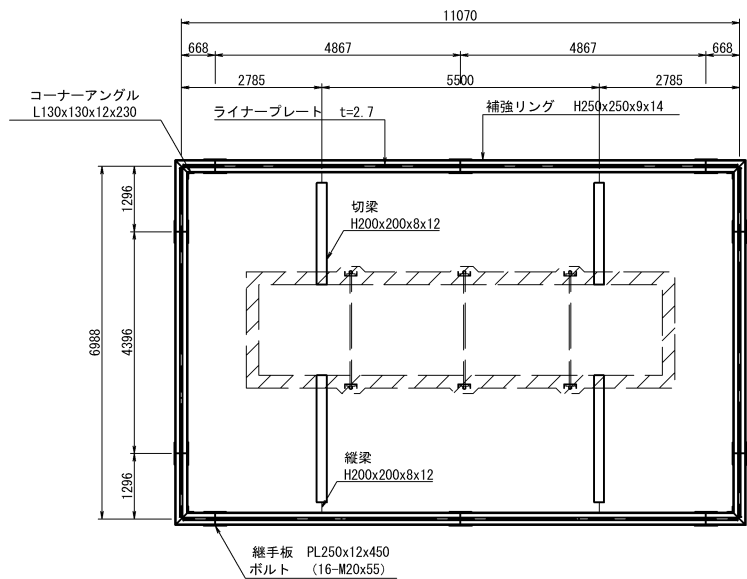 11070
668
4867
4867
668
2785
5500
2785
コーナーアングル
L130x130x12x230
ライナープレート t=2.7
補強リング H250x250x9x14
1296
切梁
H200x200x8x12
6988
4396
縦梁
H200x200x8x12
1296
継手板 PL250x12x450
ボルト (16-M20x55)